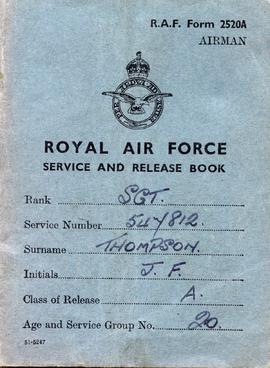 R.A.F. Form 2520A
AIRMAN
ROYAL AIR FORCE
SERVICE AND RELEASE BOOK
Rank SGT.
Service Number 544812.
Surname THOMPSON.
Initials J. F.
Class of Release A.
Age and Service Group No. 20.
51-5247